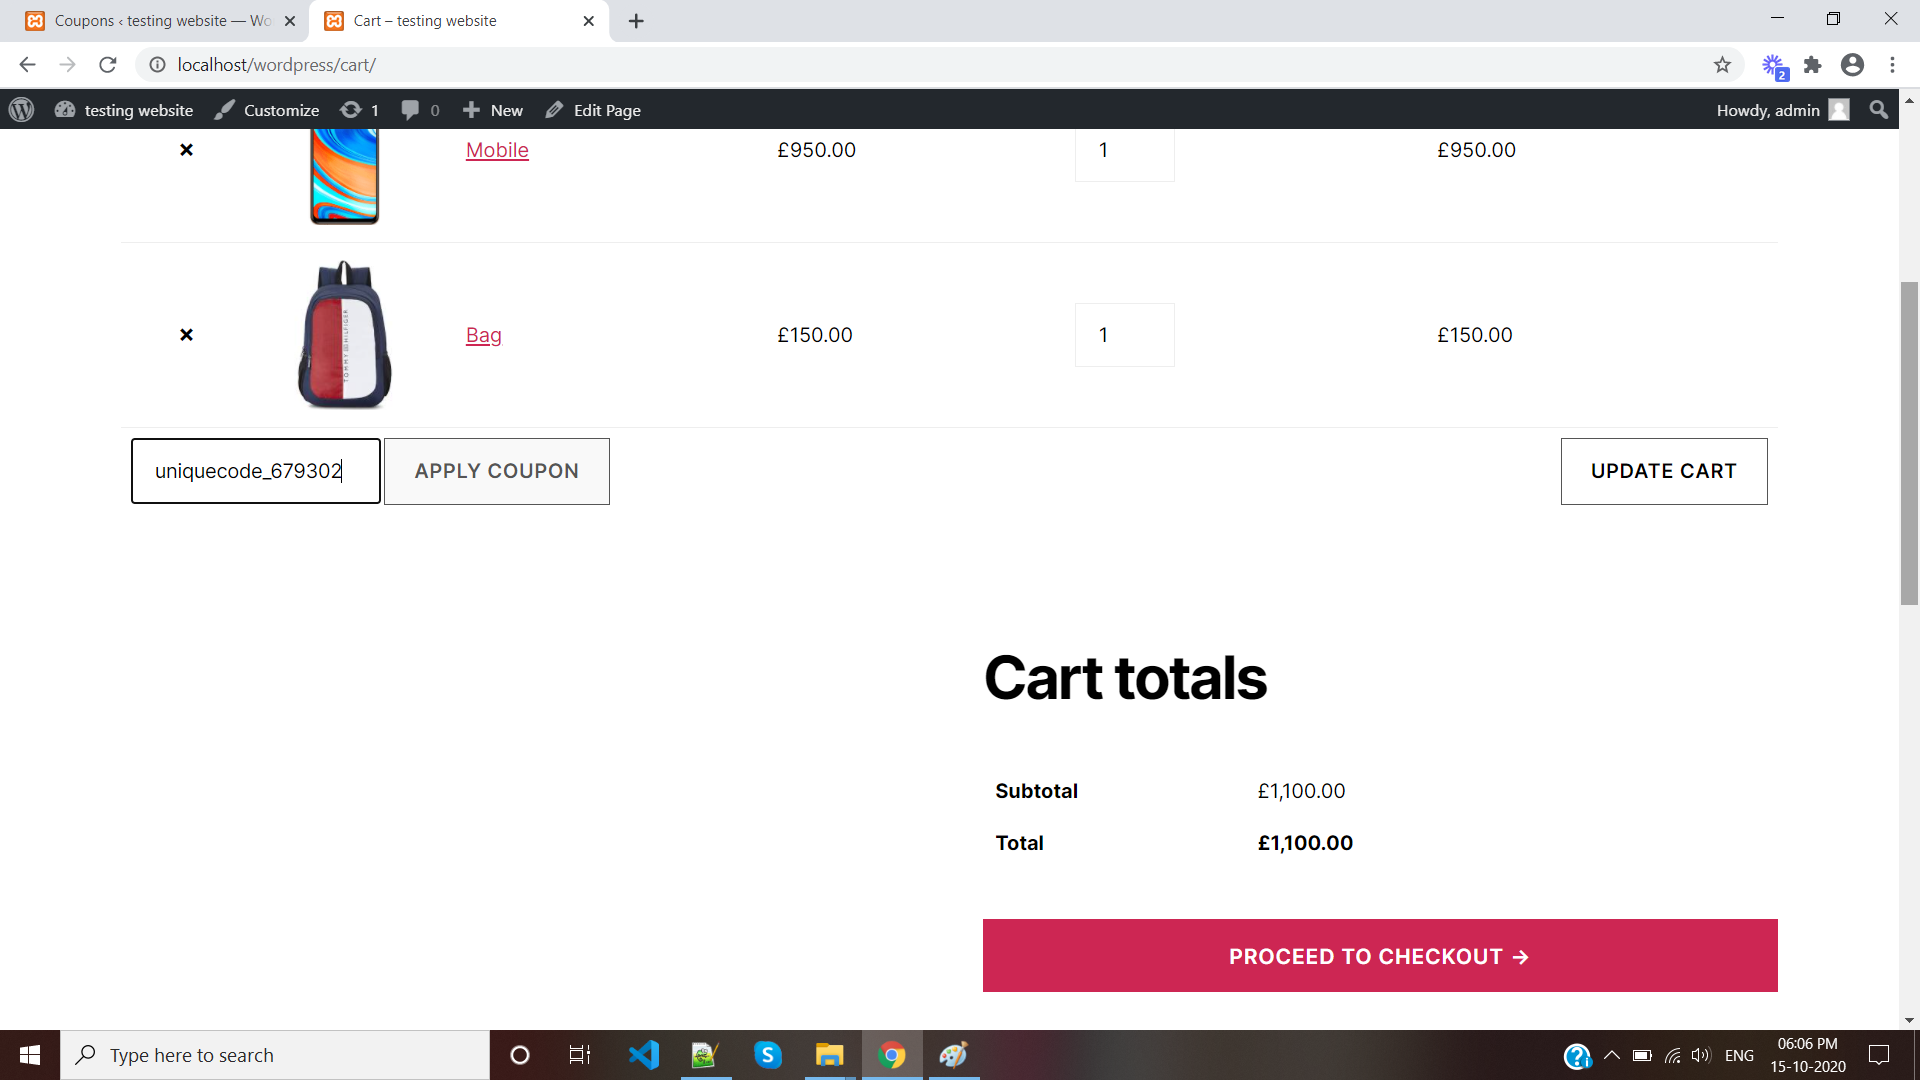 Coupons ‹ testing website — Wo
Cart – testing website
localhost/wordpress/cart/
2
testing website
Customize
1
0
New
Edit Page
Howdy, admin
× Mobile £950.00 1 £950.00
TOMMY HILFIGER
× Bag £150.00 1 £150.00
uniquecode_679302
APPLY COUPON
UPDATE CART
Cart totals
Subtotal £1,100.00
Total £1,100.00
PROCEED TO CHECKOUT →
Type here to search
ENG
06:06 PM
15-10-2020